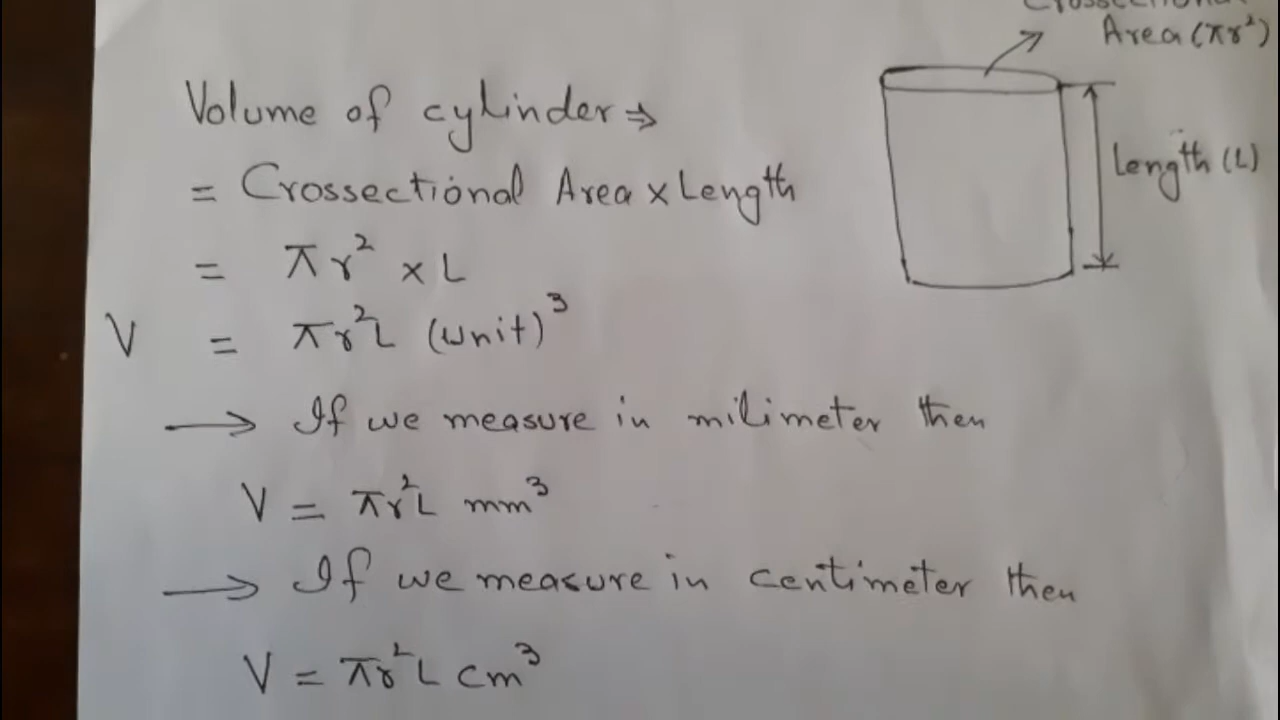 Area (πr²)
Volume of cylinder ⇒
= Crossectional Area × Length
Length (L)
= πr² × L
V = πr²L (unit)³
→ If we measure in milimeter then
V = πr²L mm³
→ If we measure in centimeter then
V = πr²L cm³